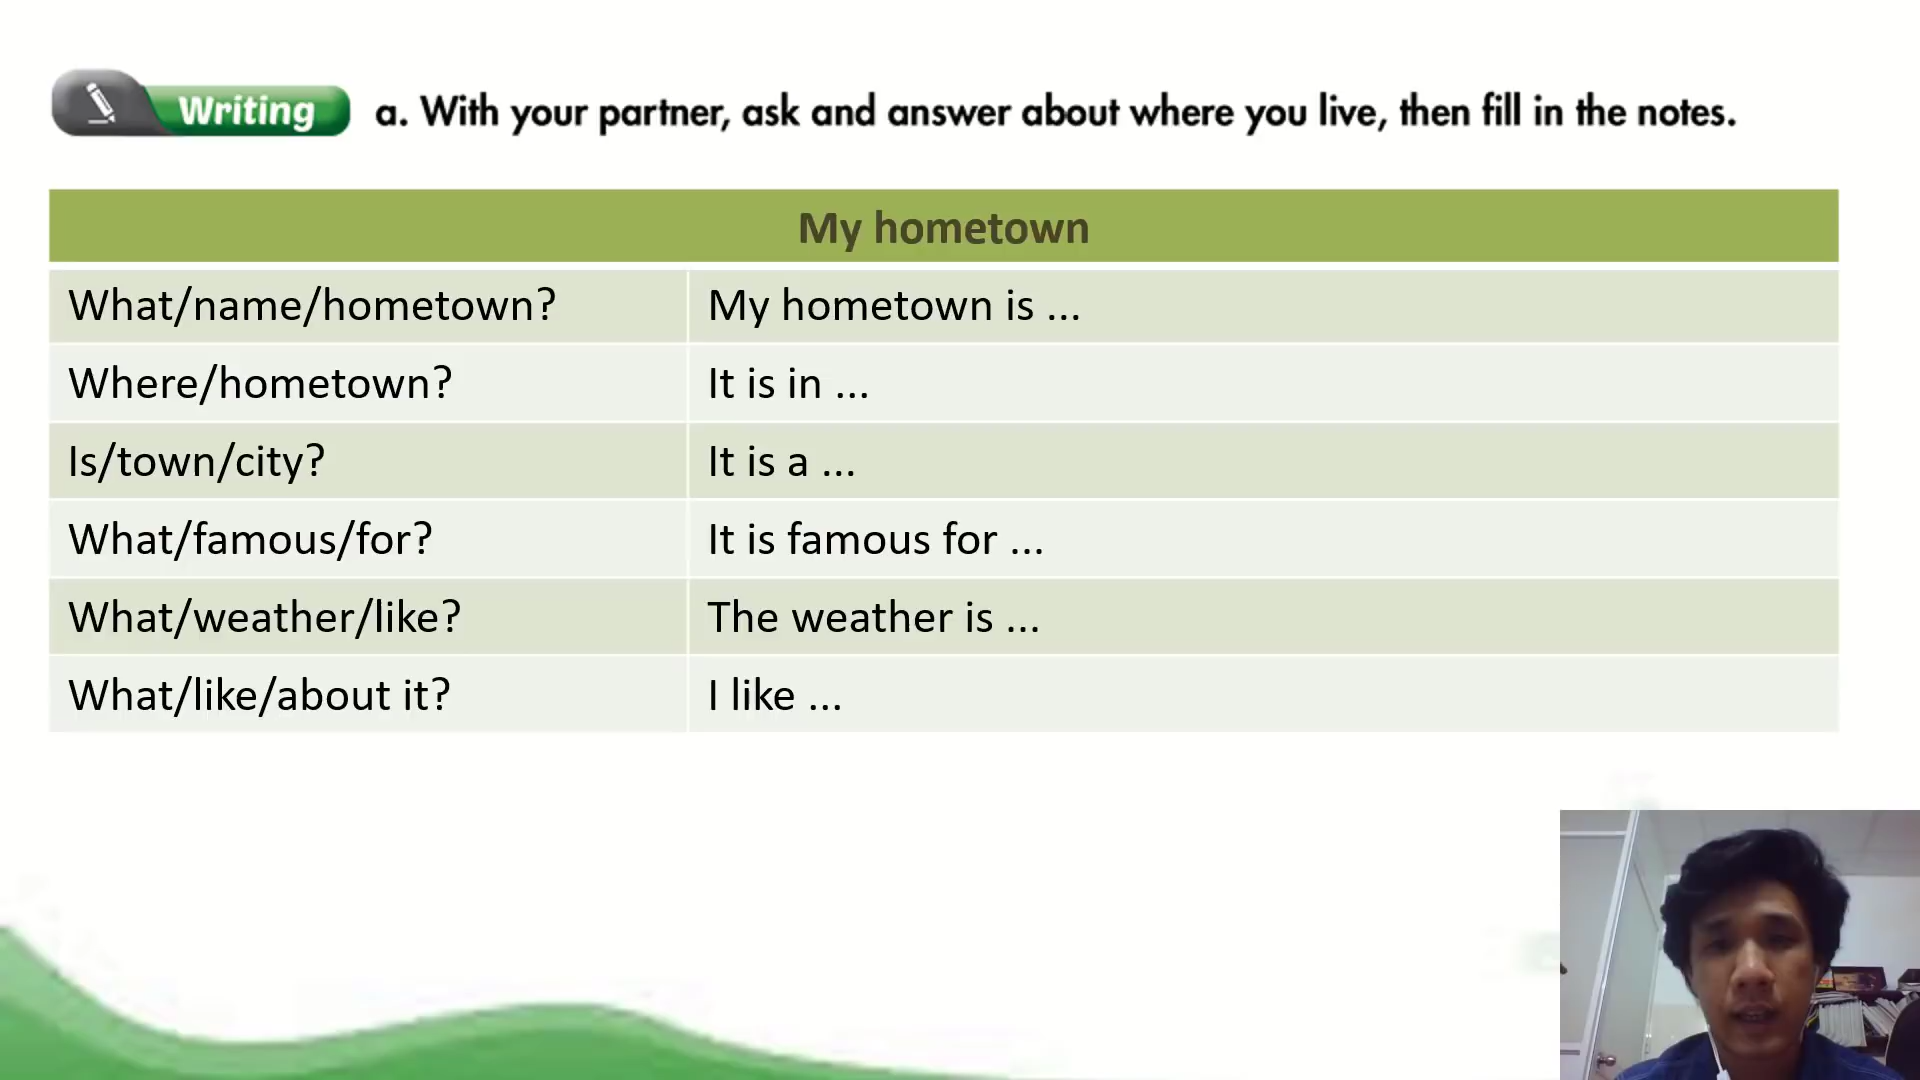 Writing a. With your partner, ask and answer about where you live, then fill in the notes.
My hometown
What/name/hometown? My hometown is ...
Where/hometown? It is in ...
Is/town/city? It is a ...
What/famous/for? It is famous for ...
What/weather/like? The weather is ...
What/like/about it? I like ...